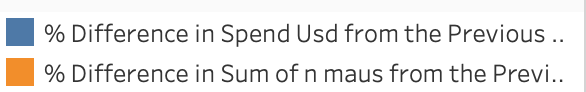 % Difference in Spend Usd from the Previous ..
% Difference in Sum of n maus from the Previ..